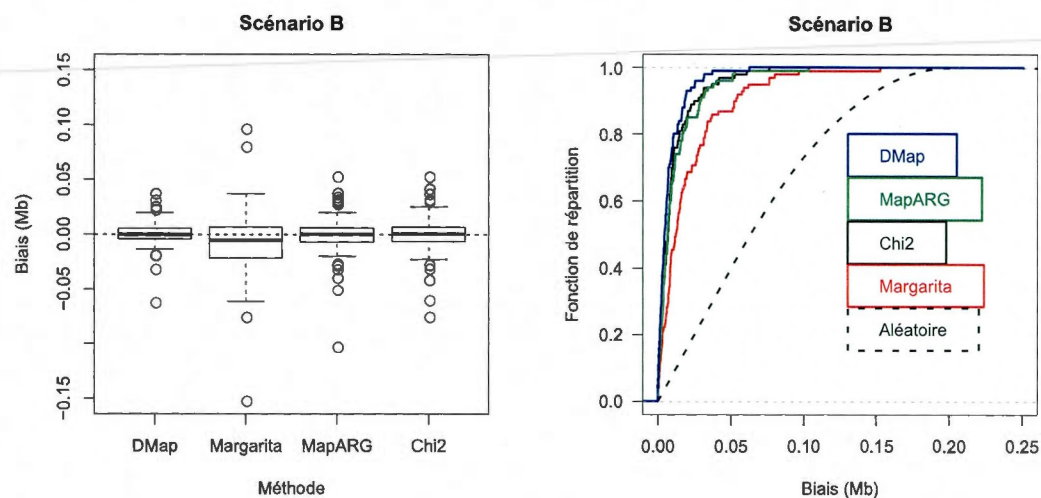 Scénario B
0.15
0.10
0.05
0.00
−0.05
−0.15
Biais (Mb)
DMap
Margarita
MapARG
Chi2
Méthode
Scénario B
1.0
0.8
0.6
0.4
0.2
0.0
Fonction de répartition
DMap
MapARG
Chi2
Margarita
Aléatoire
0.00
0.05
0.10
0.15
0.20
0.25
Biais (Mb)